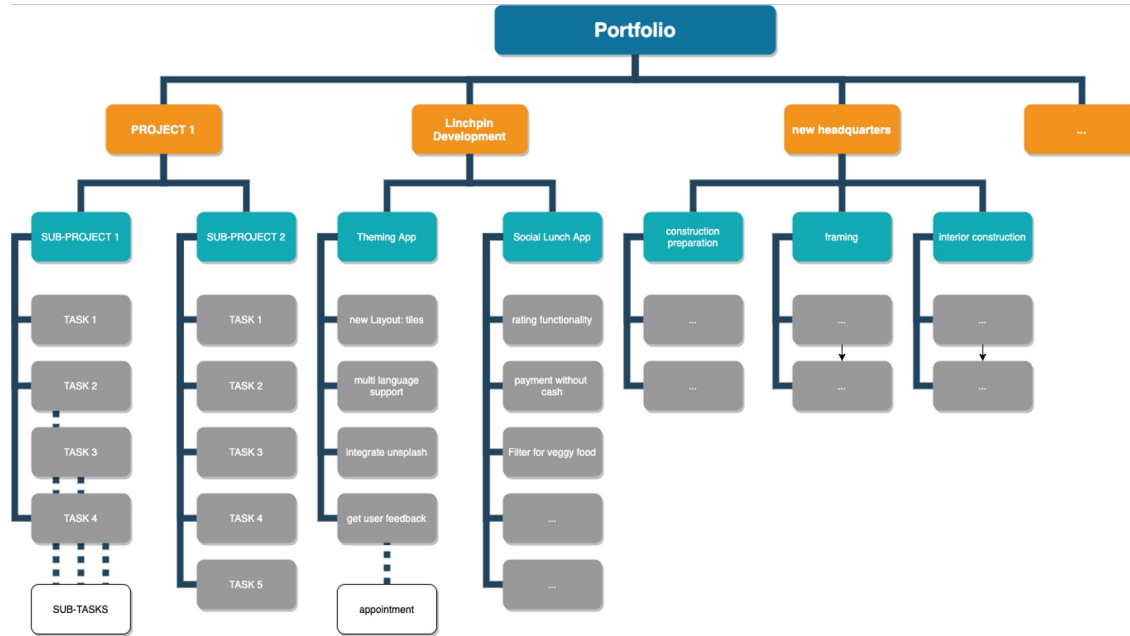 Portfolio
PROJECT 1
Linchpin
Development
new headquarters
...
SUB-PROJECT 1
SUB-PROJECT 2
Theming App
Social Lunch App
construction
preparation
framing
interior construction
TASK 1
TASK 1
new Layout: tiles
rating functionality
...
...
...
TASK 2
TASK 2
multi language
support
payment without
cash
...
...
...
TASK 3
TASK 3
integrate unsplash
Filter for veggy food
TASK 4
TASK 4
get user feedback
...
SUB-TASKS
TASK 5
appointment
...